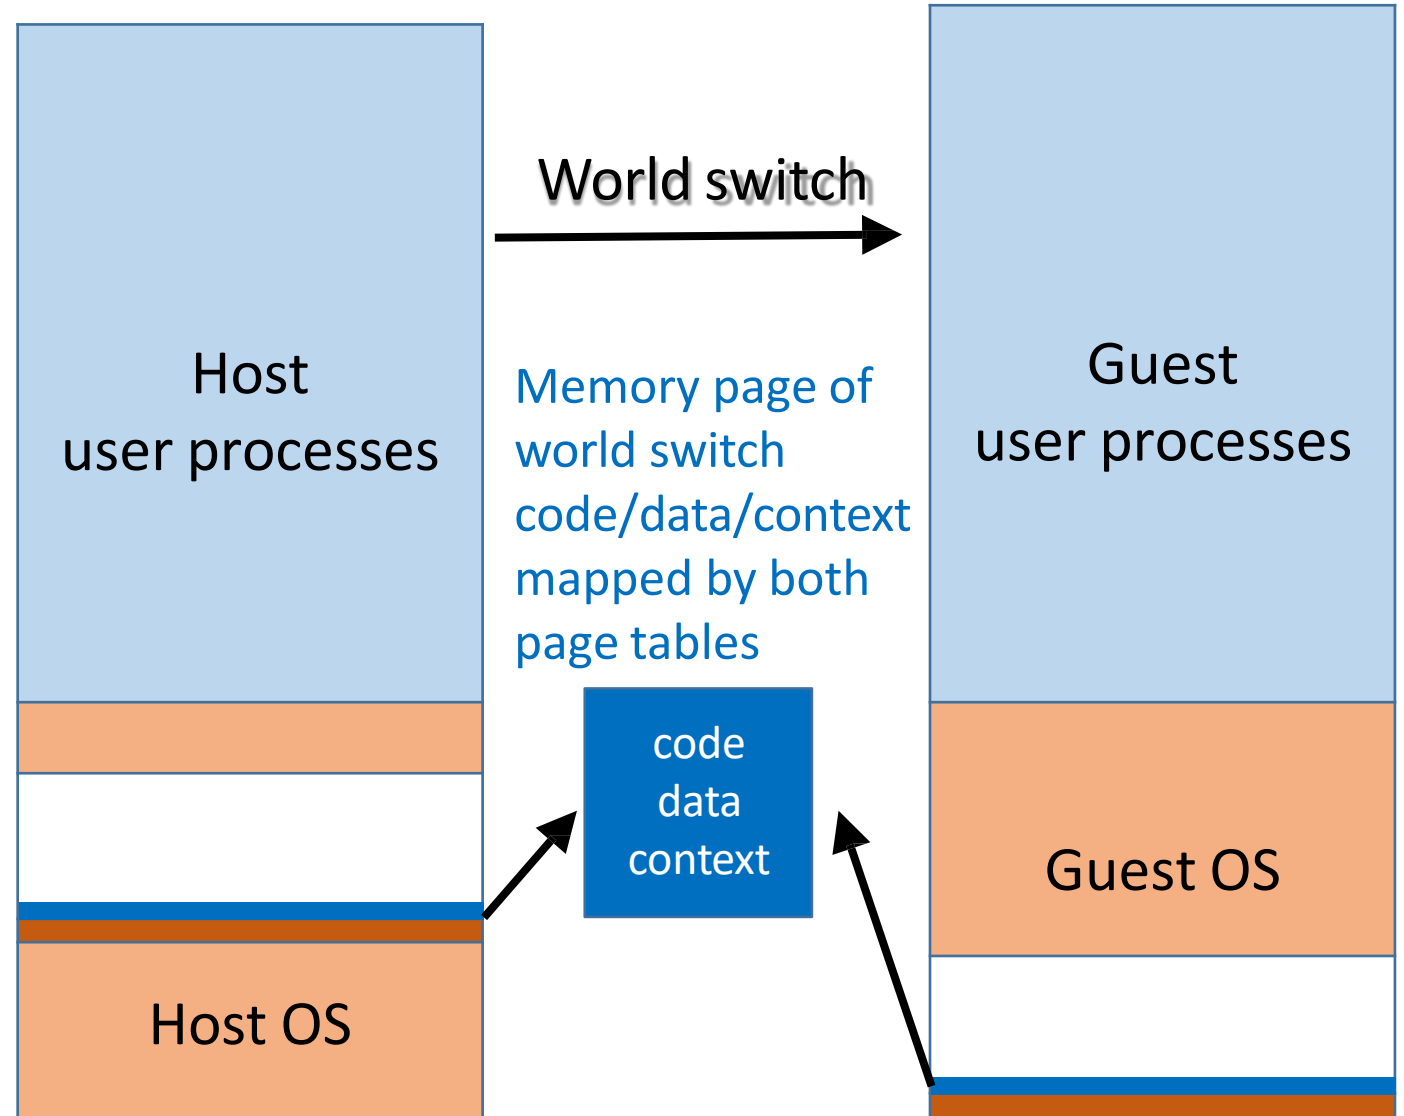 World switch
Host
user processes
Memory page of
world switch
code/data/context
mapped by both
page tables
Guest
user processes
code
data
context
Guest OS
Host OS